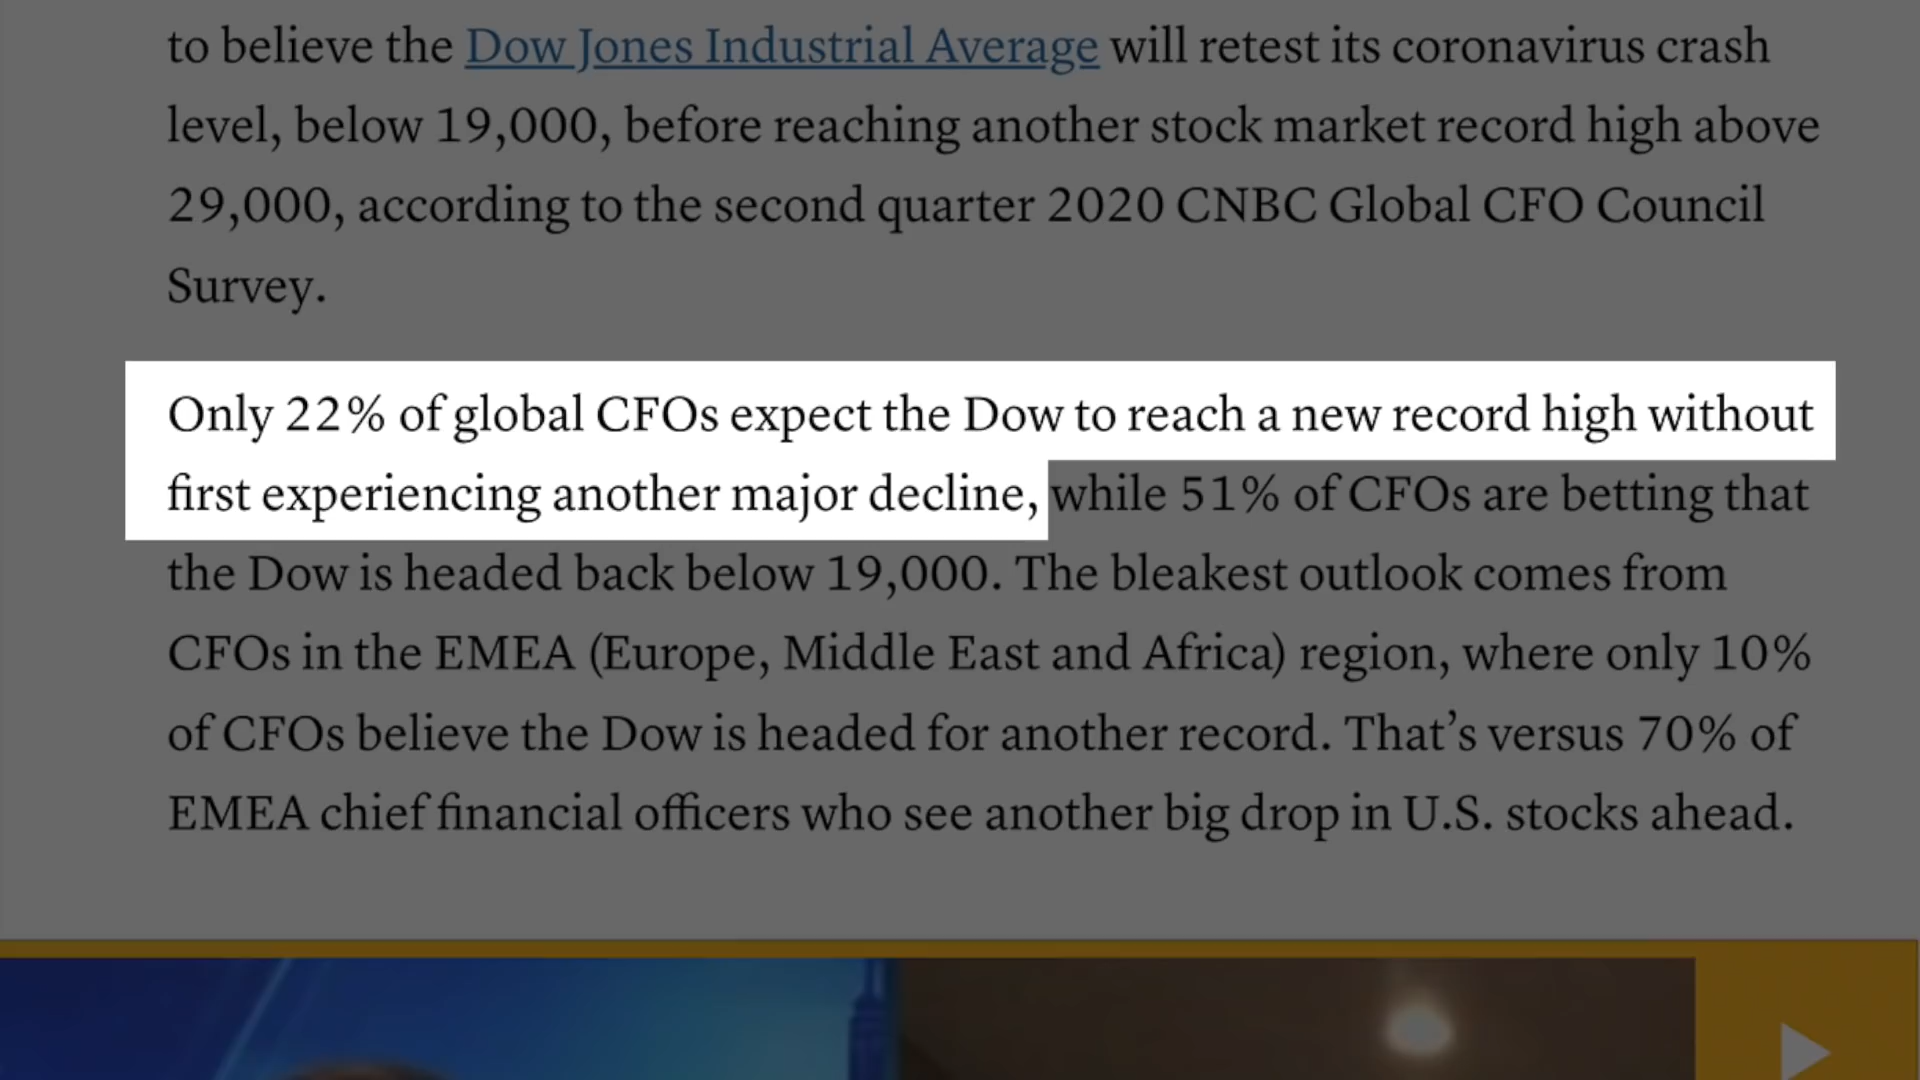 to believe the Dow Jones Industrial Average will retest its coronavirus crash
level, below 19,000, before reaching another stock market record high above
29,000, according to the second quarter 2020 CNBC Global CFO Council
Survey.
Only 22% of global CFOs expect the Dow to reach a new record high without
first experiencing another major decline, while 51% of CFOs are betting that
the Dow is headed back below 19,000. The bleakest outlook comes from
CFOs in the EMEA (Europe, Middle East and Africa) region, where only 10%
of CFOs believe the Dow is headed for another record. That’s versus 70% of
EMEA chief financial officers who see another big drop in U.S. stocks ahead.